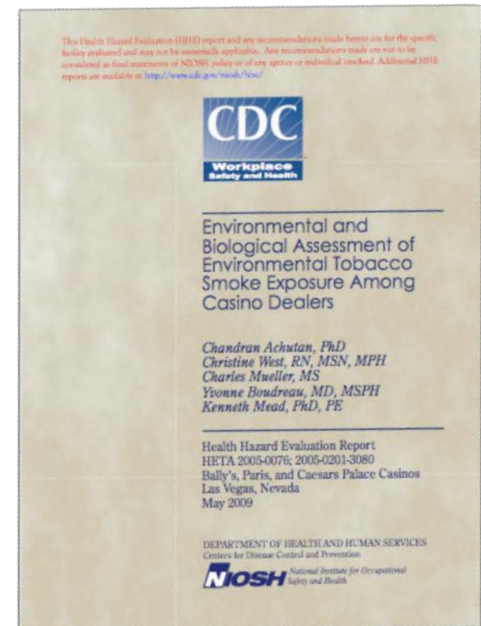 This Health Hazard Evaluation (HHE) report and any recommendations made herein are for the specific
facility evaluated and may not be universally applicable. Any recommendations made are not to be
considered as final statements of NIOSH policy or of any agency or individual involved. Additional HHE
reports are available at http://www.cdc.gov/niosh/hhe/
CDC
Workplace
Safety and Health
Environmental and
Biological Assessment of
Environmental Tobacco
Smoke Exposure Among
Casino Dealers
Chandran Achutan, PhD
Christine West, RN, MSN, MPH
Charles Mueller, MS
Yvonne Boudreau, MD, MSPH
Kenneth Mead, PhD, PE
Health Hazard Evaluation Report
HETA 2005-0076; 2005-0201-3080
Bally's, Paris, and Caesars Palace Casinos
Las Vegas, Nevada
May 2009
DEPARTMENT OF HEALTH AND HUMAN SERVICES
Centers for Disease Control and Prevention
NIOSH National Institute for Occupational
Safety and Health